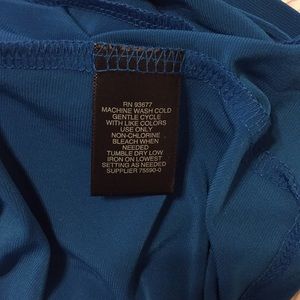 RN 93677
MACHINE WASH COLD
GENTLE CYCLE
WITH LIKE COLORS
USE ONLY
NON-CHLORINE
BLEACH WHEN
NEEDED
TUMBLE DRY LOW
IRON ON LOWEST
SETTING AS NEEDED
SUPPLIER 75590-0